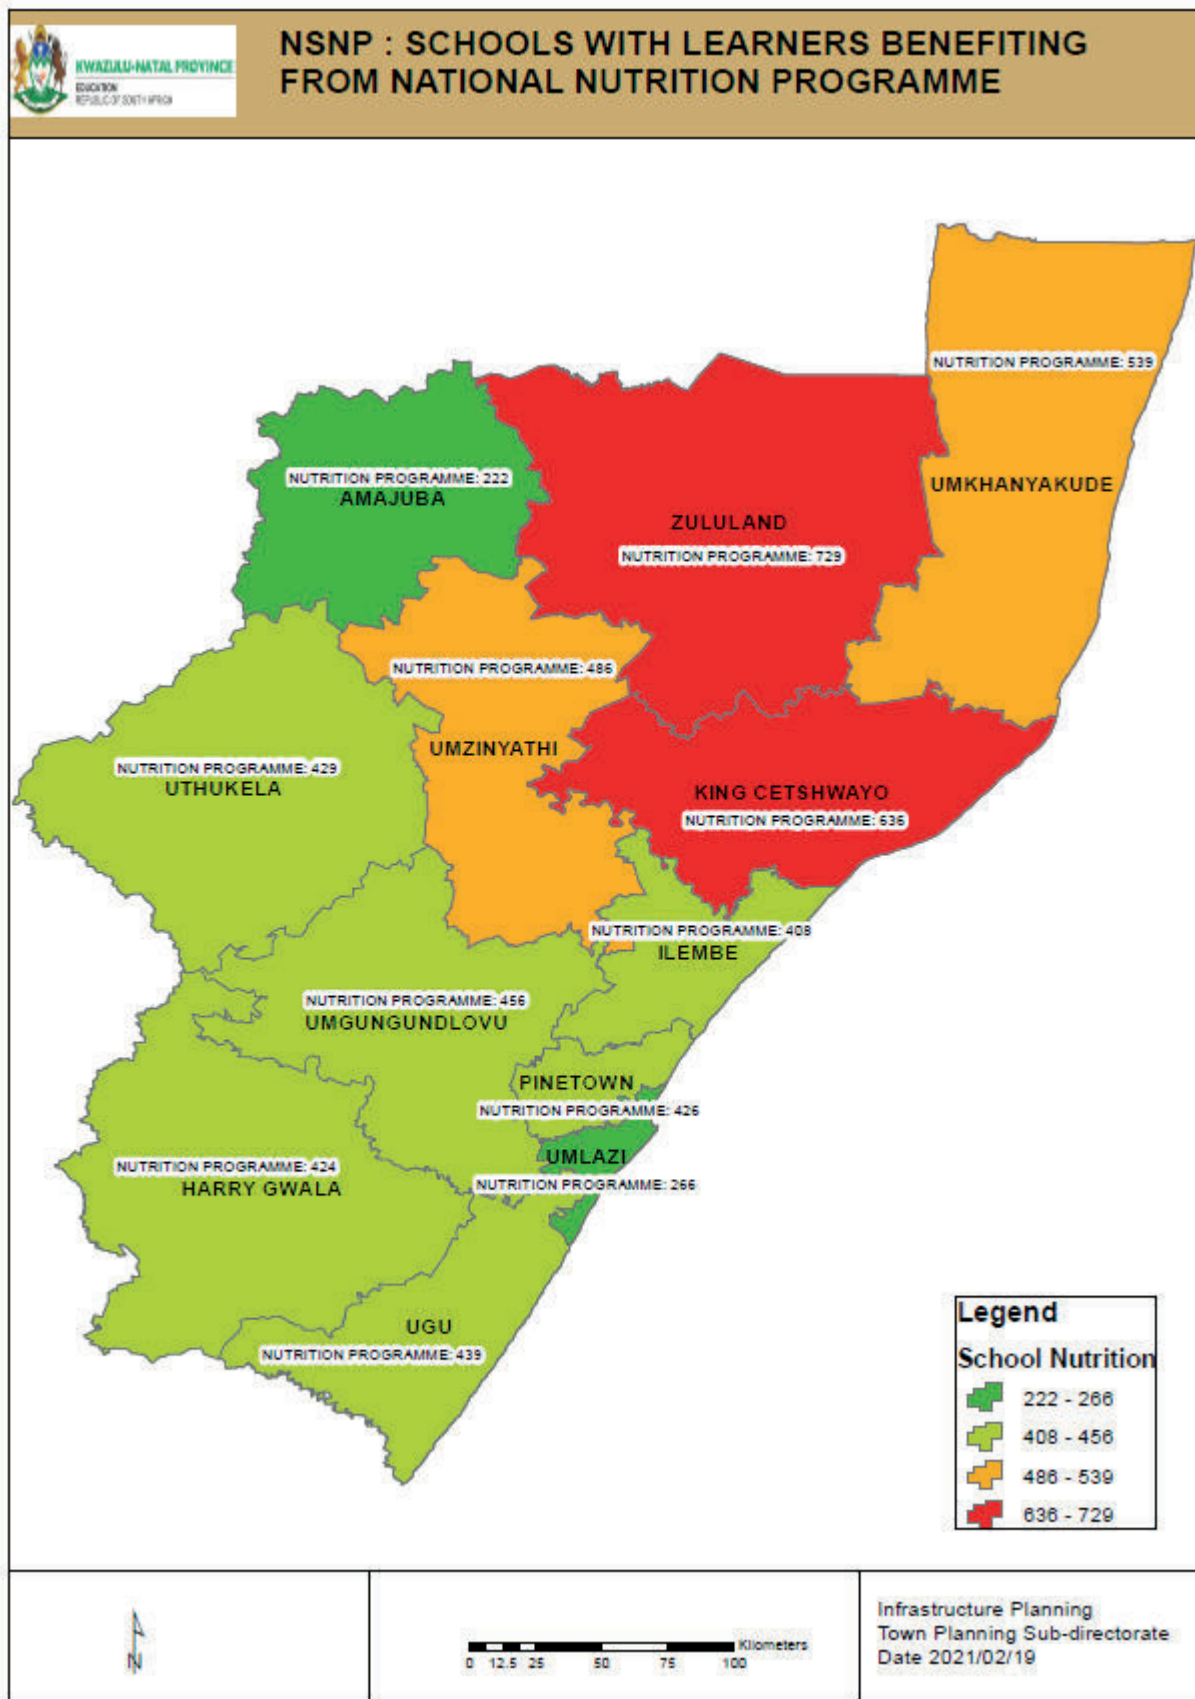 KWAZULU-NATAL PROVINCE
EDUCATION
REPUBLIC OF SOUTH AFRICA
NSNP : SCHOOLS WITH LEARNERS BENEFITING
FROM NATIONAL NUTRITION PROGRAMME
NUTRITION PROGRAMME: 539
UMKHANYAKUDE
NUTRITION PROGRAMME: 222
AMAJUBA
ZULULAND
NUTRITION PROGRAMME: 729
NUTRITION PROGRAMME: 486
UMZINYATHI
NUTRITION PROGRAMME: 429
UTHUKELA
KING CETSHWAYO
NUTRITION PROGRAMME: 636
NUTRITION PROGRAMME: 408
ILEMBE
NUTRITION PROGRAMME: 456
UMGUNGUNDLOVU
PINETOWN
NUTRITION PROGRAMME: 426
UMLAZI
NUTRITION PROGRAMME: 266
NUTRITION PROGRAMME: 424
HARRY GWALA
UGU
NUTRITION PROGRAMME: 439
Legend
School Nutrition
222 - 266
408 - 456
486 - 539
636 - 729
N
Kilometers
0 12.5 25 50 75 100
Infrastructure Planning
Town Planning Sub-directorate
Date 2021/02/19